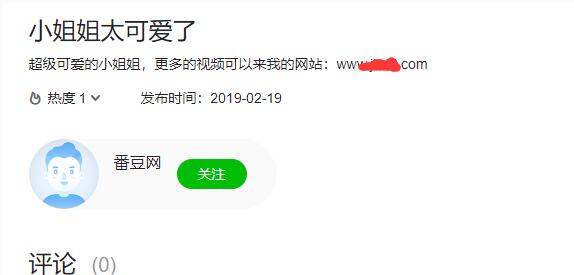 小姐姐太可爱了
超级可爱的小姐姐，更多的视频可以来我的网站：www.        .com
热度 1
发布时间：2019-02-19
番豆网
关注
评论 (0)